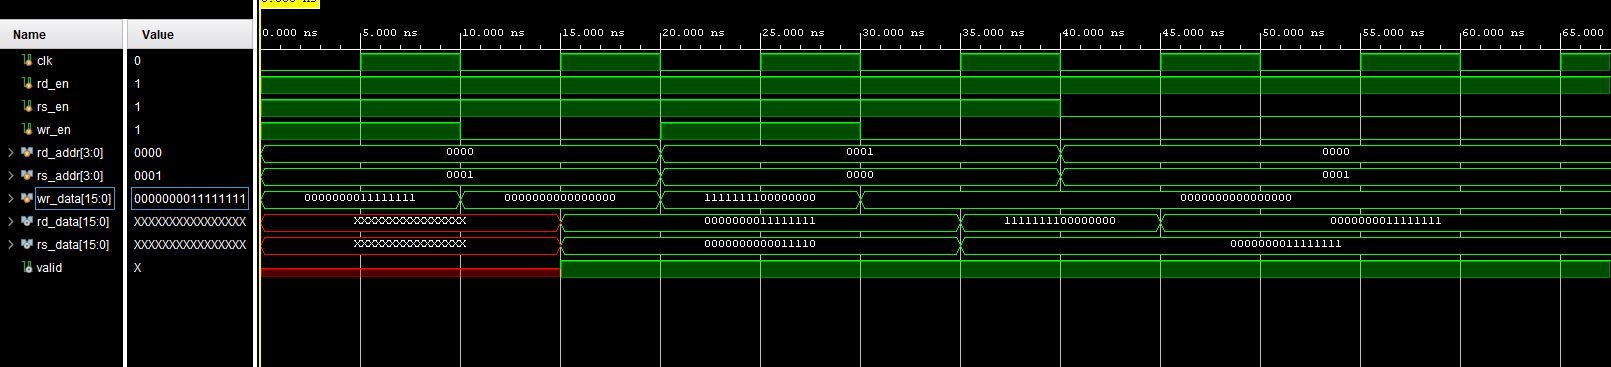 0.000 ns
Name Value
0.000 ns 5.000 ns 10.000 ns 15.000 ns 20.000 ns 25.000 ns 30.000 ns 35.000 ns 40.000 ns 45.000 ns 50.000 ns 55.000 ns 60.000 ns 65.000
clk 0
rd_en 1
rs_en 1
wr_en 1
rd_addr[3:0] 0000 0000 0001 0000
rs_addr[3:0] 0001 0001 0000 0001
wr_data[15:0] 0000000011111111 0000000011111111 0000000000000000 1111111100000000 0000000000000000
rd_data[15:0] XXXXXXXXXXXXXXXX XXXXXXXXXXXXXXXX 0000000011111111 1111111100000000 0000000011111111
rs_data[15:0] XXXXXXXXXXXXXXXX XXXXXXXXXXXXXXXX 0000000000011110 0000000011111111
valid X